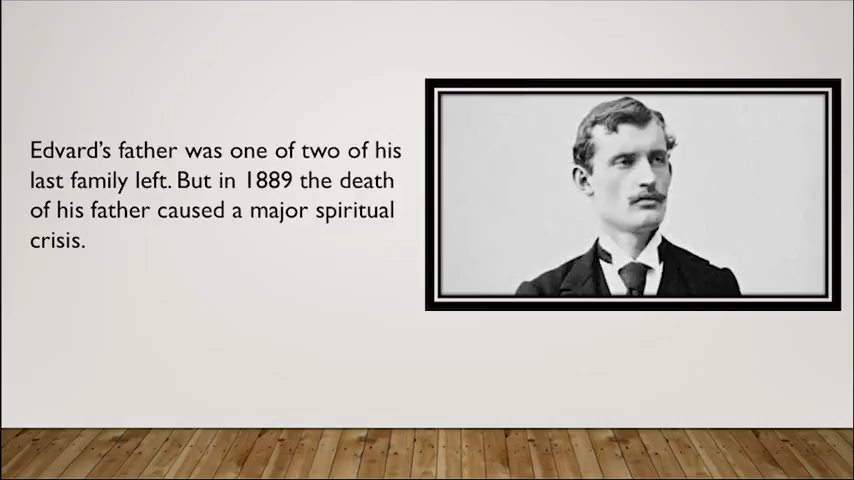 Edvard’s father was one of two of his
last family left. But in 1889 the death
of his father caused a major spiritual
crisis.